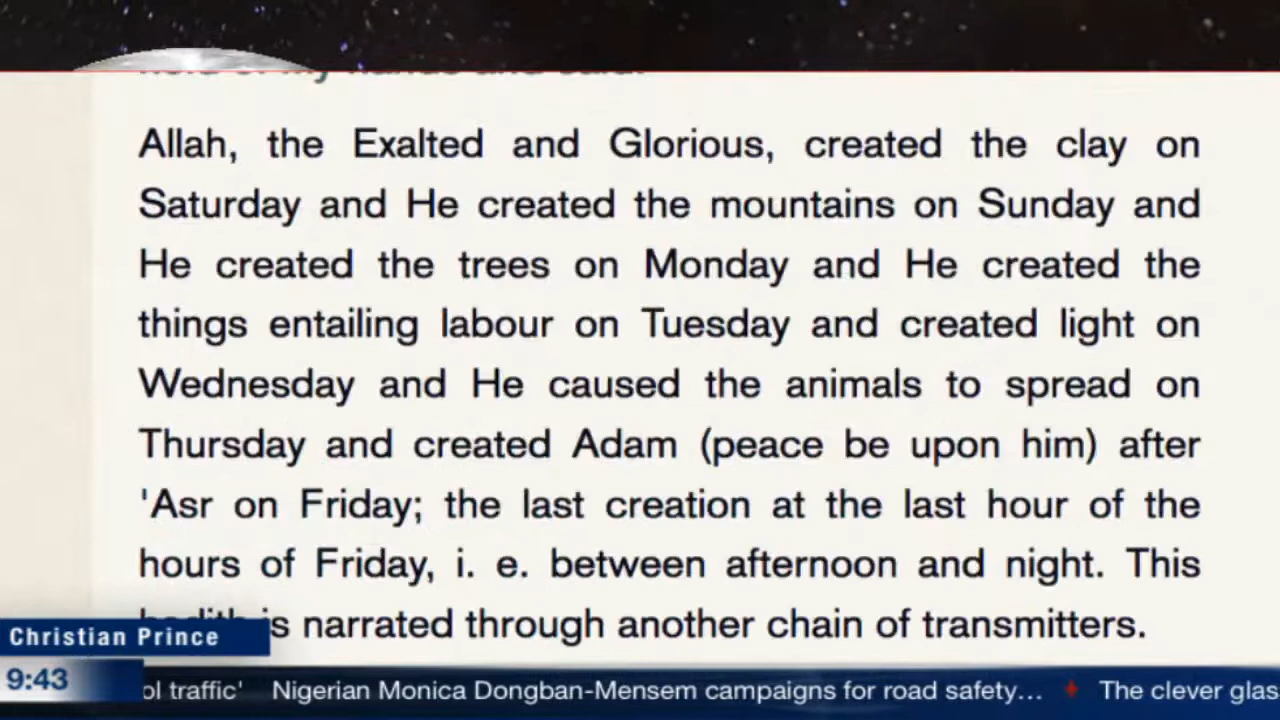 Allah, the Exalted and Glorious, created the clay on
Saturday and He created the mountains on Sunday and
He created the trees on Monday and He created the
things entailing labour on Tuesday and created light on
Wednesday and He caused the animals to spread on
Thursday and created Adam (peace be upon him) after
'Asr on Friday; the last creation at the last hour of the
hours of Friday, i. e. between afternoon and night. This
is narrated through another chain of transmitters.
Christian Prince
9:43
ol traffic' Nigerian Monica Dongban-Mensem campaigns for road safety... ♦ The clever glas